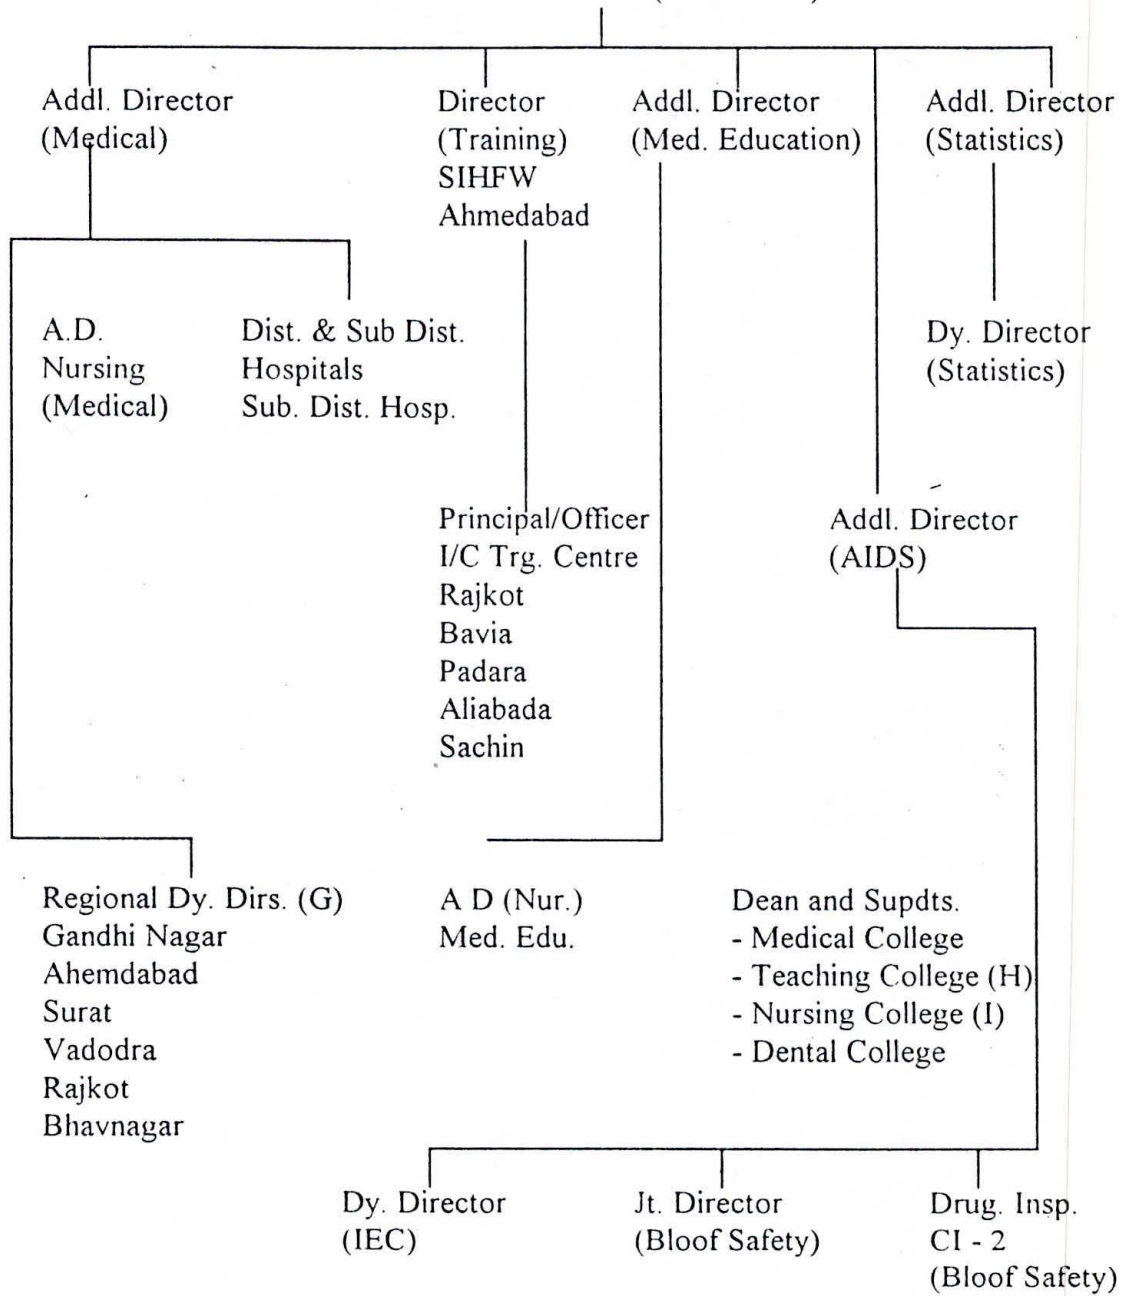 Addl. Director
(Medical)
Director
(Training)
SIHFW
Ahmedabad
Addl. Director
(Med. Education)
Addl. Director
(Statistics)
A.D.
Nursing
(Medical)
Dist. & Sub Dist.
Hospitals
Sub. Dist. Hosp.
Dy. Director
(Statistics)
Principal/Officer
I/C Trg. Centre
Rajkot
Bavia
Padara
Aliabada
Sachin
Addl. Director
(AIDS)
Regional Dy. Dirs. (G)
Gandhi Nagar
Ahemdabad
Surat
Vadodra
Rajkot
Bhavnagar
A D (Nur.)
Med. Edu.
Dean and Supdts.
- Medical College
- Teaching College (H)
- Nursing College (I)
- Dental College
Dy. Director
(IEC)
Jt. Director
(Bloof Safety)
Drug. Insp.
CI - 2
(Bloof Safety)